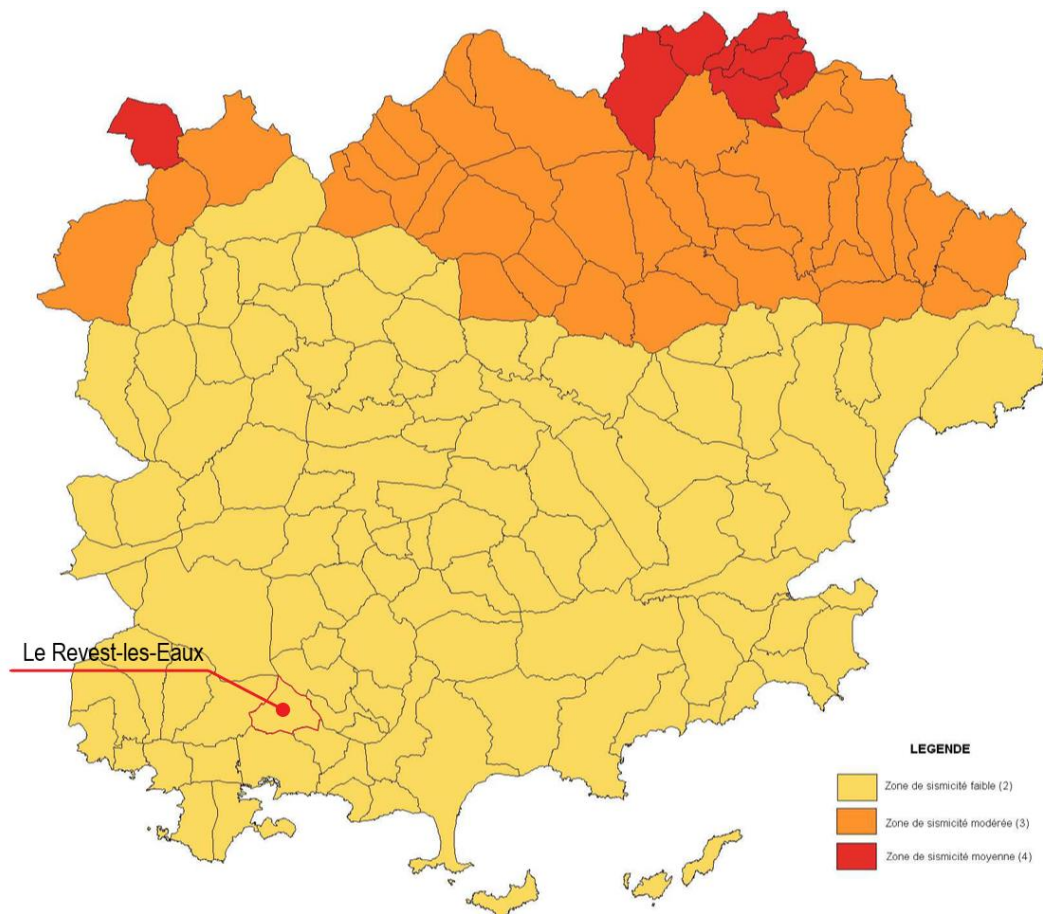 Le Revest-les-Eaux
LEGENDE
Zone de sismicité faible (2)
Zone de sismicité modérée (3)
Zone de sismicité moyenne (4)